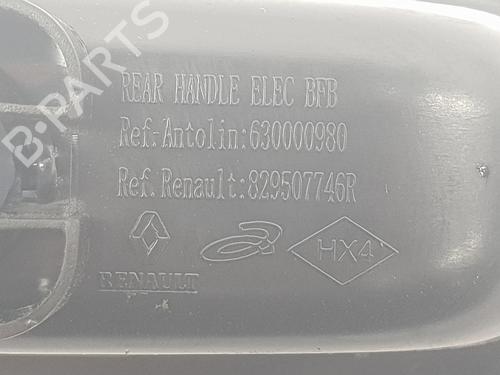 REAR HANDLE ELEC BFB
Ref:Antolin:630000980
Ref.Renault:829507746R
HX4
RENAULT
B-PARTS